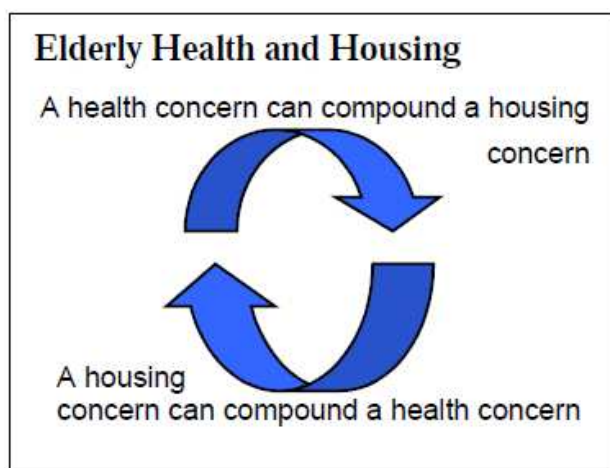 Elderly Health and Housing
A health concern can compound a housing
concern
A housing
concern can compound a health concern